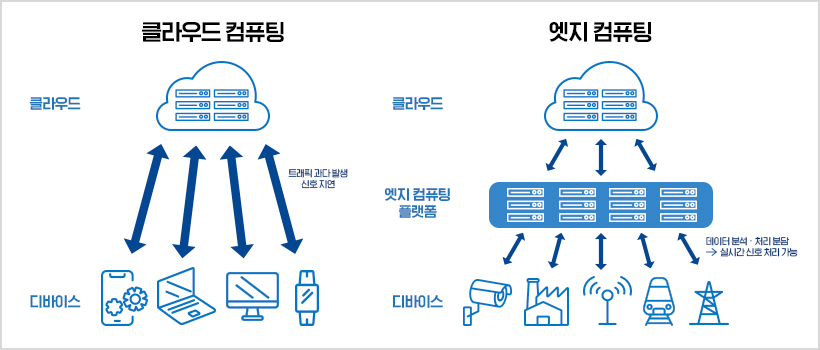 클라우드 컴퓨팅
클라우드
트래픽 과다 발생
신호 지연
디바이스
엣지 컴퓨팅
클라우드
엣지 컴퓨팅
플랫폼
데이터 분석 · 처리 분담
→ 실시간 신호 처리 가능
디바이스